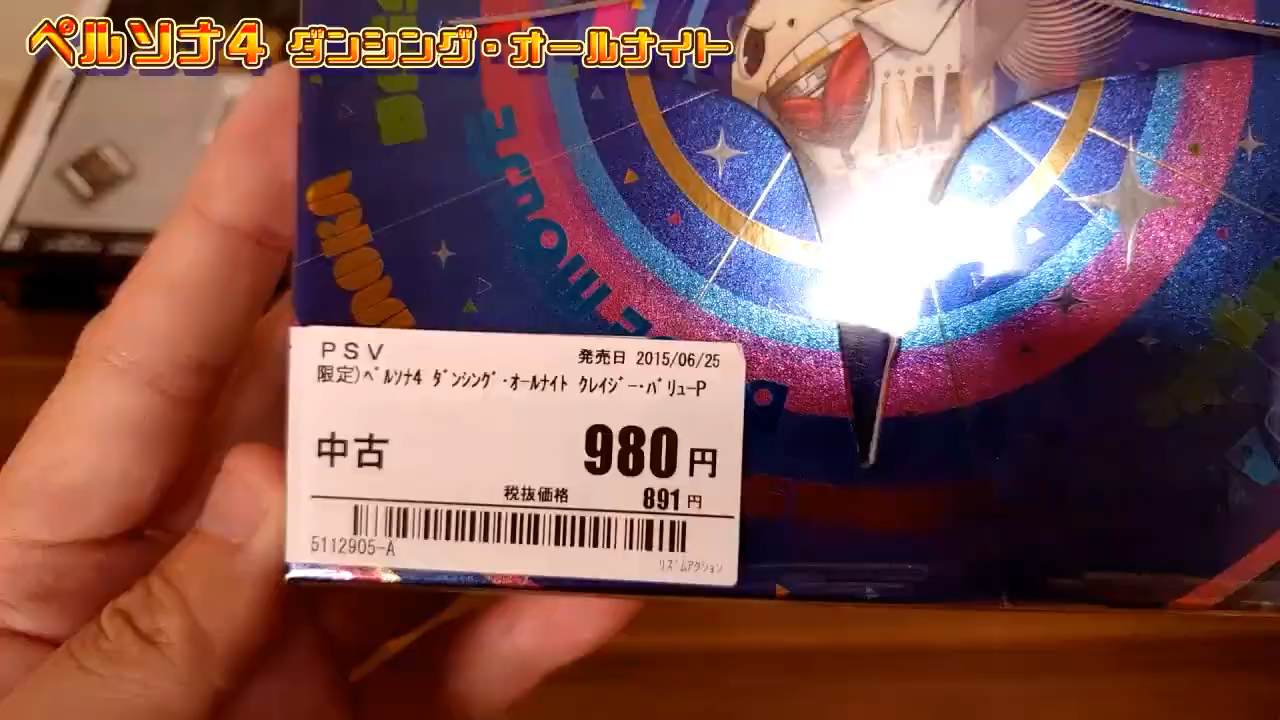 ペルソナ4 ダンシング・オールナイト
PSV
発売日 2015/06/25
限定)ﾍﾟﾙｿﾅ4 ﾀﾞﾝｼﾝｸﾞ･ｵｰﾙﾅｲﾄ ｸﾚｲｼﾞｰ･ﾊﾞﾘｭｰP
中古
980円
税抜価格 891円
5112905-A
ﾘｽﾞﾑｱｸｼｮﾝ